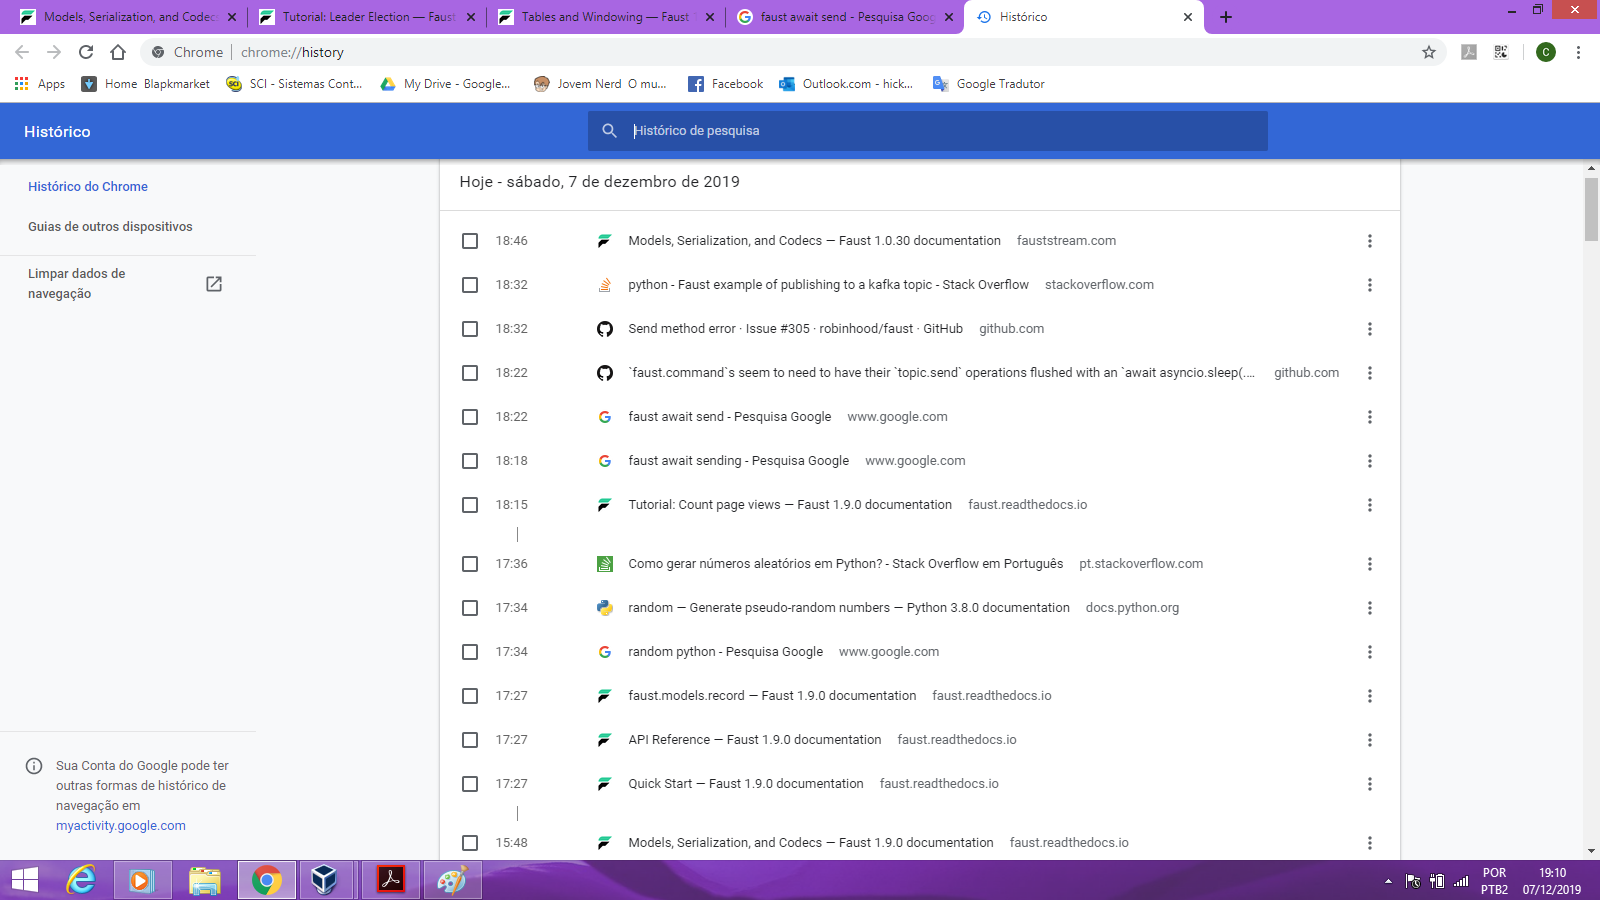 Models, Serialization, and Codecs
Tutorial: Leader Election — Faust
Tables and Windowing — Faust
faust await send - Pesquisa Goog
Histórico
Chrome
chrome://history
C
Apps
Home Blapkmarket
SCI - Sistemas Cont...
My Drive - Google...
Jovem Nerd O mu...
Facebook
Outlook.com - hick...
Google Tradutor
Histórico
Histórico de pesquisa
Histórico do Chrome
Guias de outros dispositivos
Limpar dados de
navegação
Hoje - sábado, 7 de dezembro de 2019
18:46 Models, Serialization, and Codecs — Faust 1.0.30 documentation fauststream.com
18:32 python - Faust example of publishing to a kafka topic - Stack Overflow stackoverflow.com
18:32 Send method error · Issue #305 · robinhood/faust · GitHub github.com
18:22 `faust.command`s seem to need to have their `topic.send` operations flushed with an `await asyncio.sleep(.... github.com
18:22 faust await send - Pesquisa Google www.google.com
18:18 faust await sending - Pesquisa Google www.google.com
18:15 Tutorial: Count page views — Faust 1.9.0 documentation faust.readthedocs.io
17:36 Como gerar números aleatórios em Python? - Stack Overflow em Português pt.stackoverflow.com
17:34 random — Generate pseudo-random numbers — Python 3.8.0 documentation docs.python.org
17:34 random python - Pesquisa Google www.google.com
17:27 faust.models.record — Faust 1.9.0 documentation faust.readthedocs.io
17:27 API Reference — Faust 1.9.0 documentation faust.readthedocs.io
17:27 Quick Start — Faust 1.9.0 documentation faust.readthedocs.io
15:48 Models, Serialization, and Codecs — Faust 1.9.0 documentation faust.readthedocs.io
Sua Conta do Google pode ter
outras formas de histórico de
navegação em
myactivity.google.com
POR
PTB2
19:10
07/12/2019